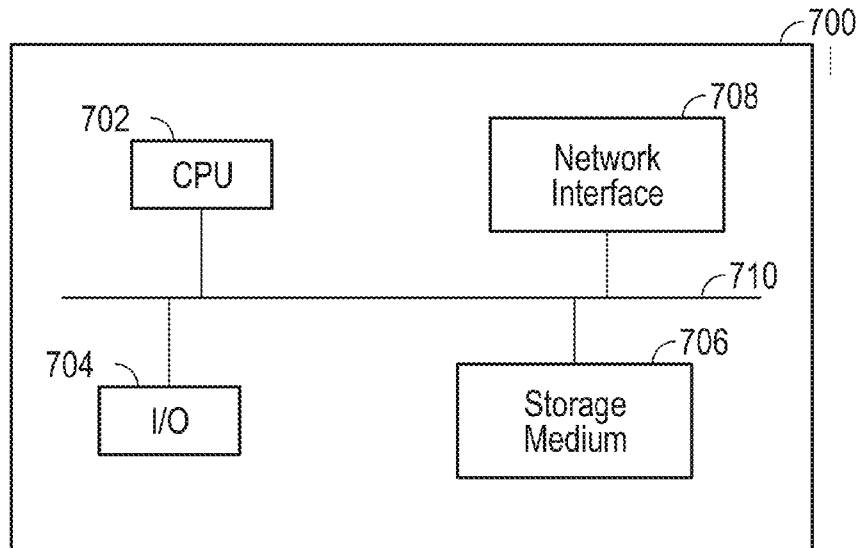 700
702
708
CPU
Network
Interface
710
704
706
I/O
Storage
Medium